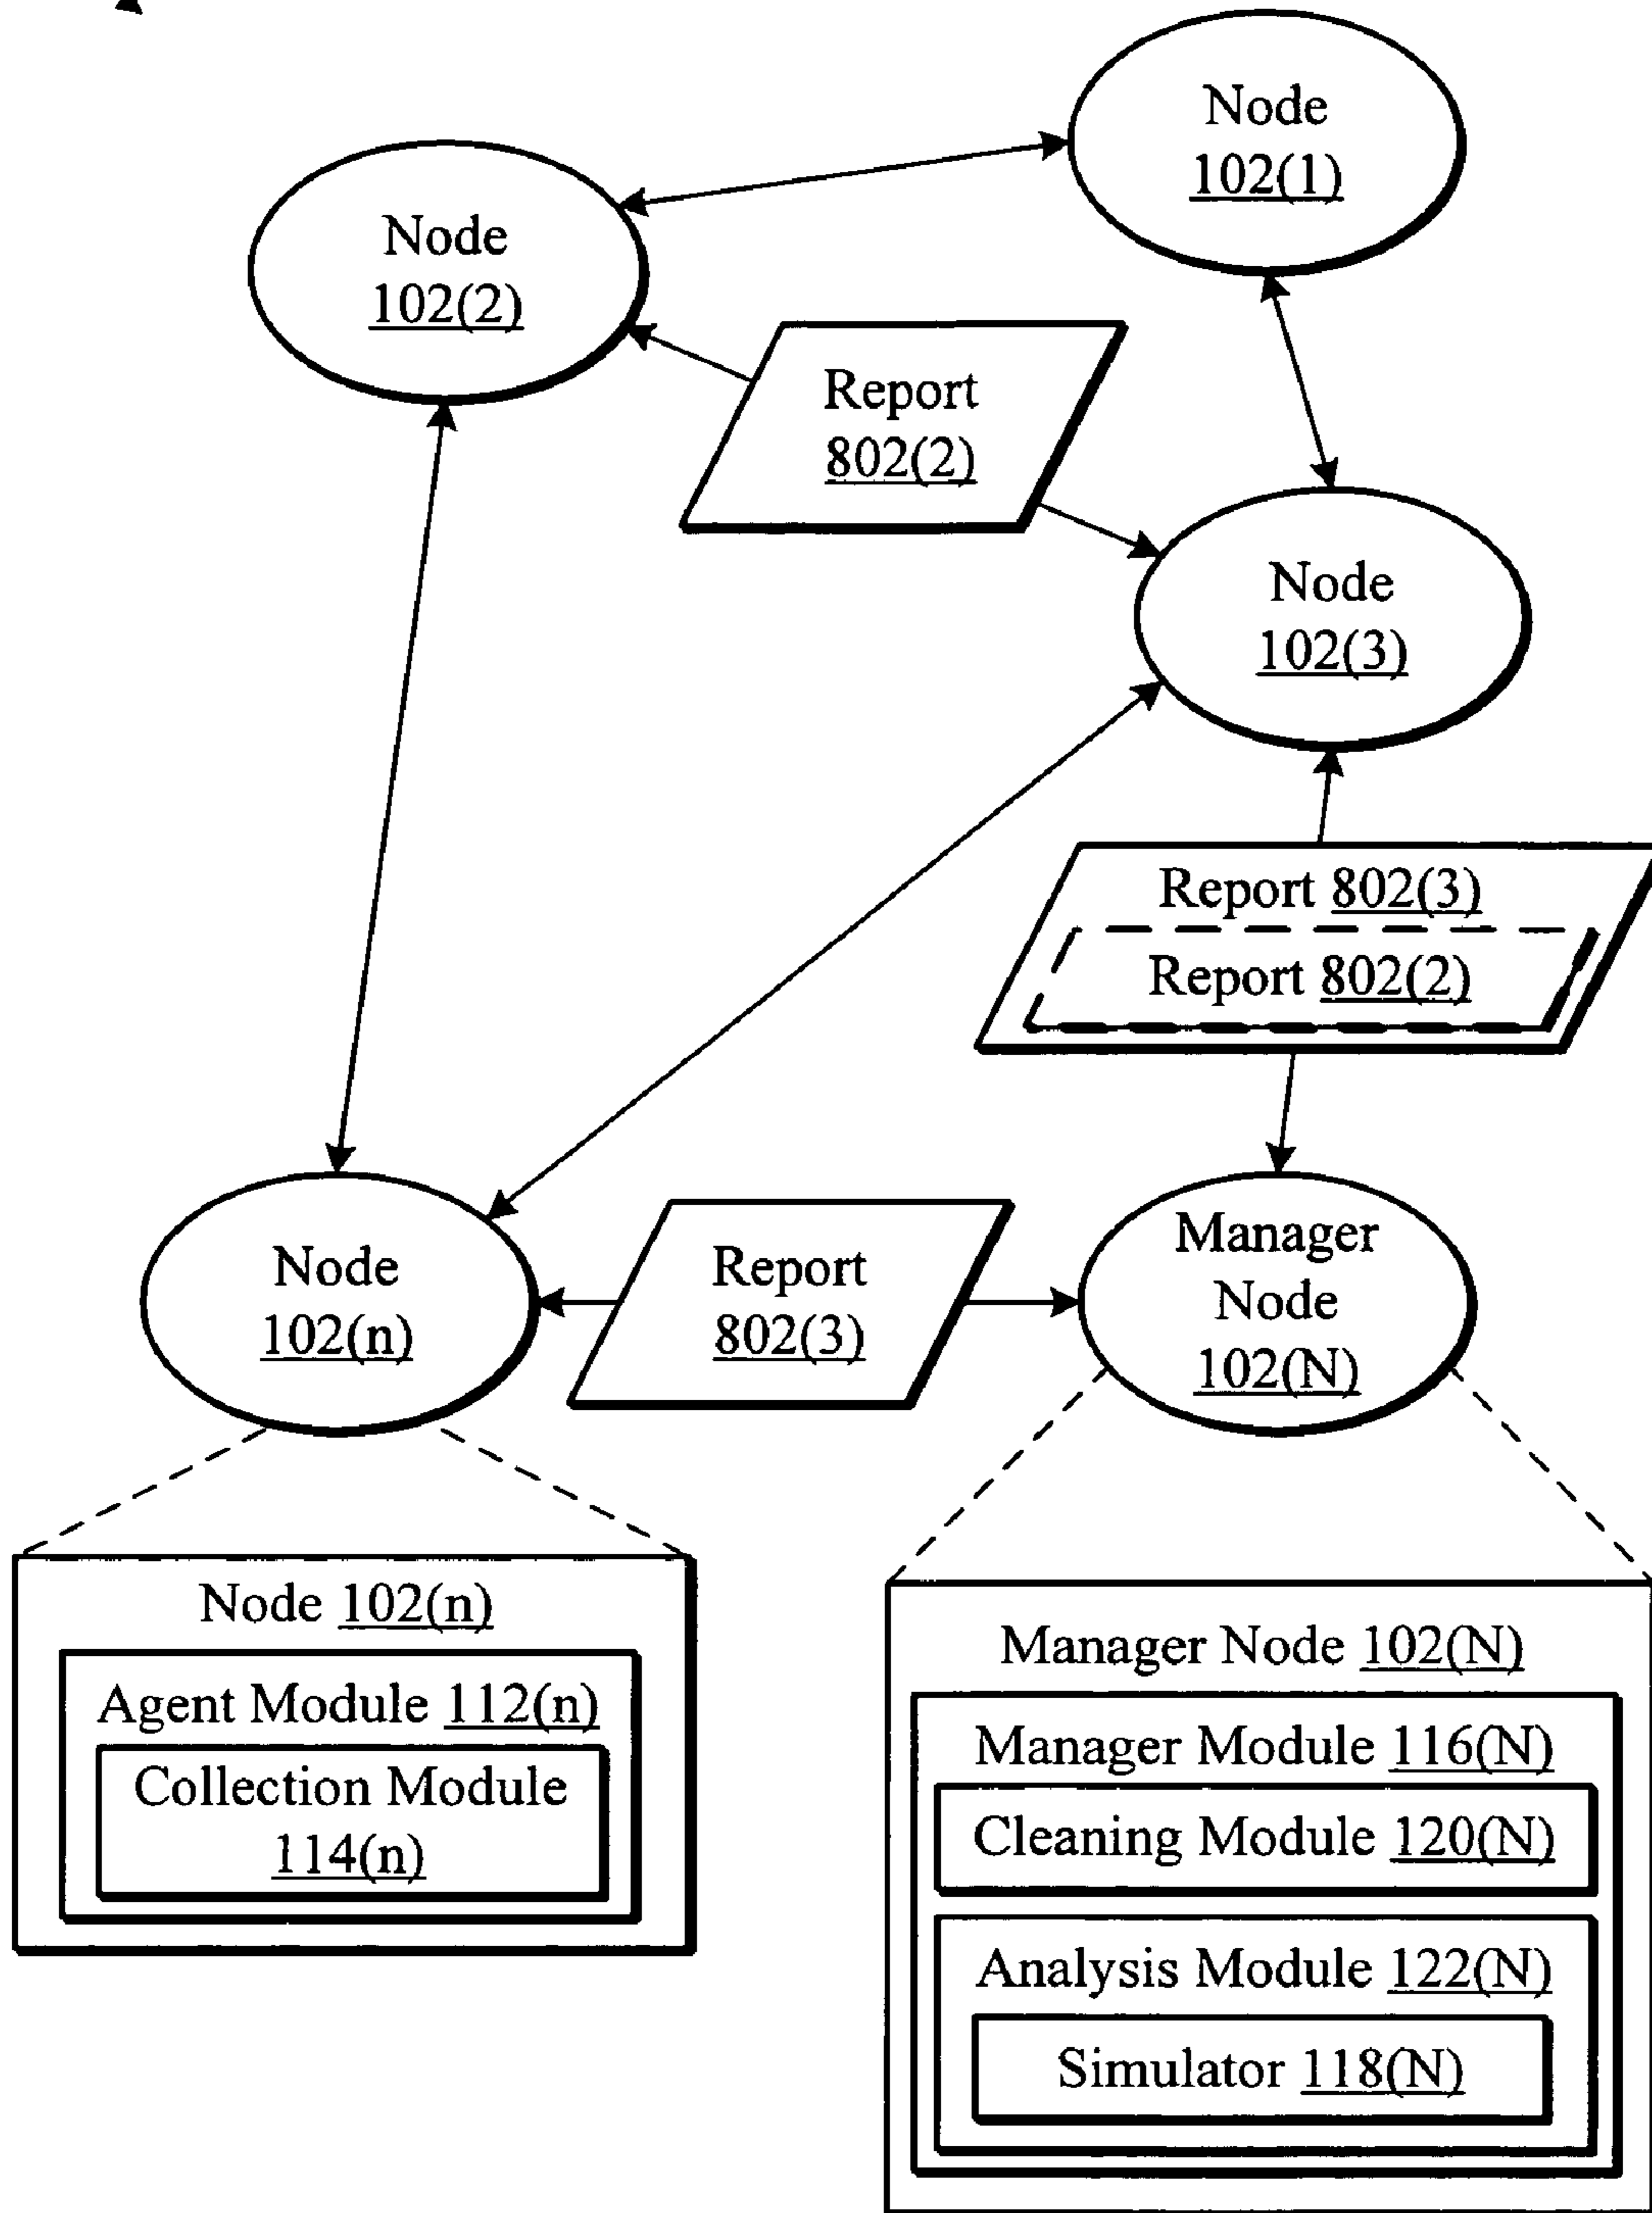 Node
102(1)
Node
102(2)
Report
802(2)
Node
102(3)
Report 802(3)
Report 802(2)
Node
102(n)
Report
802(3)
Manager
Node
102(N)
Node 102(n)
Agent Module 112(n)
Collection Module
114(n)
Manager Node 102(N)
Manager Module 116(N)
Cleaning Module 120(N)
Analysis Module 122(N)
Simulator 118(N)